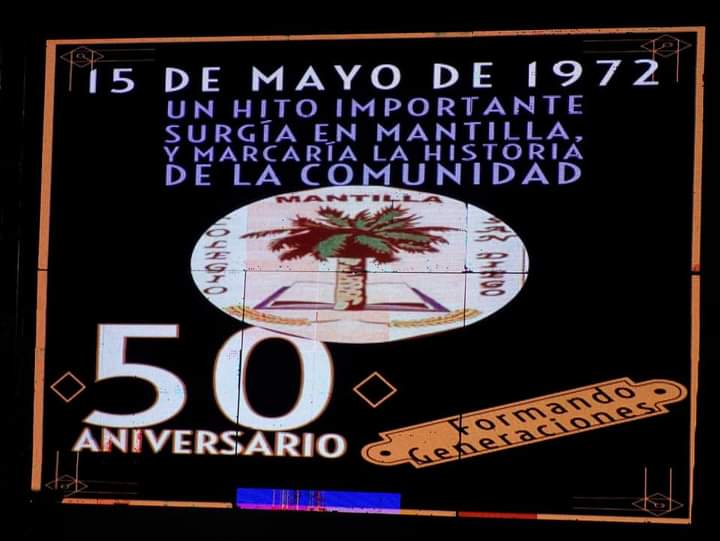 15 DE MAYO DE 1972
UN HITO IMPORTANTE
SURGÍA EN MANTILLA,
Y MARCARÍA LA HISTORIA
DE LA COMUNIDAD
MANTILLA
COLEGIO
SAN DIEGO
50
ANIVERSARIO
Formando
Generaciones